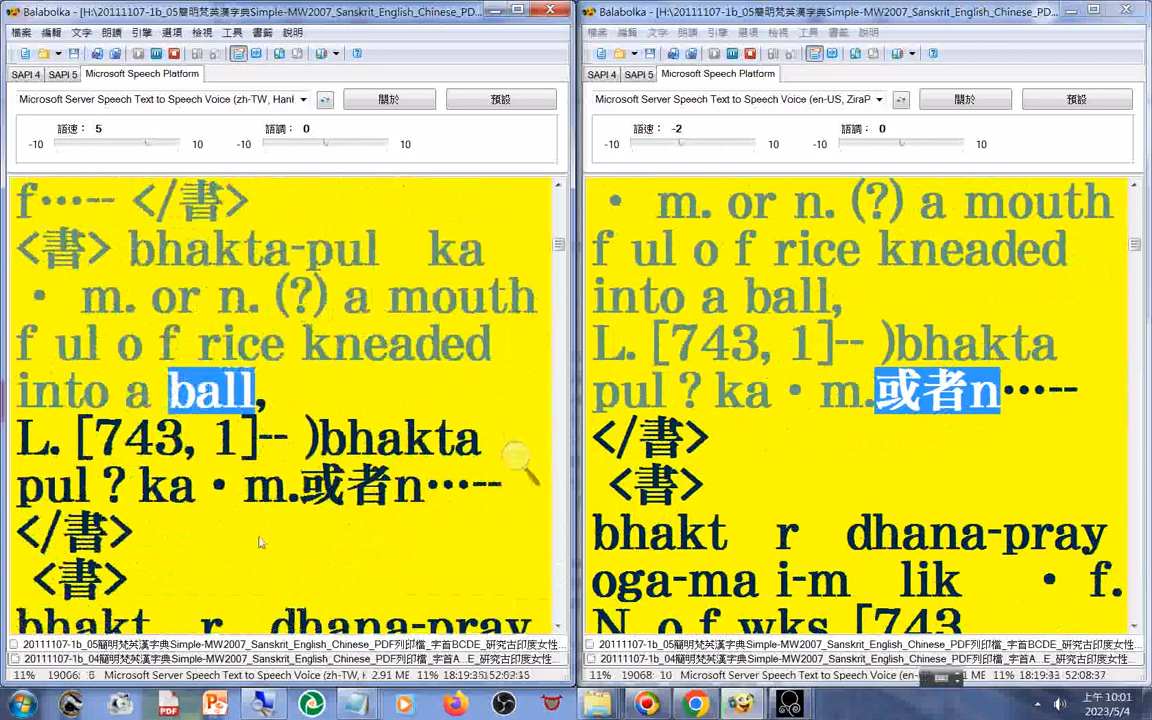 Balabolka - [H:\20111107-1b_05簡明梵英漢字典Simple-MW2007_Sanskrit_English_Chinese_PD...
檔案 編輯 文字 朗讀 引擎 選項 檢視 工具 書籤 說明
SAPI 4 SAPI 5 Microsoft Speech Platform
Microsoft Server Speech Text to Speech Voice (zh-TW, HanI 關於 預設
語速： 5 語調： 0
-10 10 -10 10
f…-- </書>
<書> bhakta-pul ka
• m. or n. (?) a mouth
f ul o f rice kneaded
into a ball,
L. [743, 1]-- )bhakta
pul ? ka • m.或者n…--
</書>
<書>
bhakt r dhana-pray
20111107-1b_05簡明梵英漢字典Simple-MW2007_Sanskrit_English_Chinese_PDF列印檔_字首BCDE_研究古印度女性...
20111107-1b_04簡明梵英漢字典Simple-MW2007_Sanskrit_English_Chinese_PDF列印檔_字首A...E_研究古印度女性...
11% 19066: 6 Microsoft Server Speech Text to Speech Voice (zh-TW, 2.91 ME 11% 18:19:35
Balabolka - [H:\20111107-1b_05簡明梵英漢字典Simple-MW2007_Sanskrit_English_Chinese_PD...
檔案 編輯 文字 朗讀 引擎 選項 檢視 工具 書籤 說明
SAPI 4 SAPI 5 Microsoft Speech Platform
Microsoft Server Speech Text to Speech Voice (en-US, ZiraP 關於 預設
語速： -2 語調： 0
-10 10 -10 10
• m. or n. (?) a mouth
f ul o f rice kneaded
into a ball,
L. [743, 1]-- )bhakta
pul ? ka • m.或者n…--
</書>
<書>
bhakt r dhana-pray
oga-ma i-m lik • f.
N. o f wks [743
20111107-1b_05簡明梵英漢字典Simple-MW2007_Sanskrit_English_Chinese_PDF列印檔_字首BCDE_研究古印度女性...
20111107-1b_04簡明梵英漢字典Simple-MW2007_Sanskrit_English_Chinese_PDF列印檔_字首A...E_研究古印度女性...
11% 19068: 10 Microsoft Server Speech Text to Speech Voice (en-US 11% 18:19:33 52:08:37
PDF
上午 10:01
2023/5/4